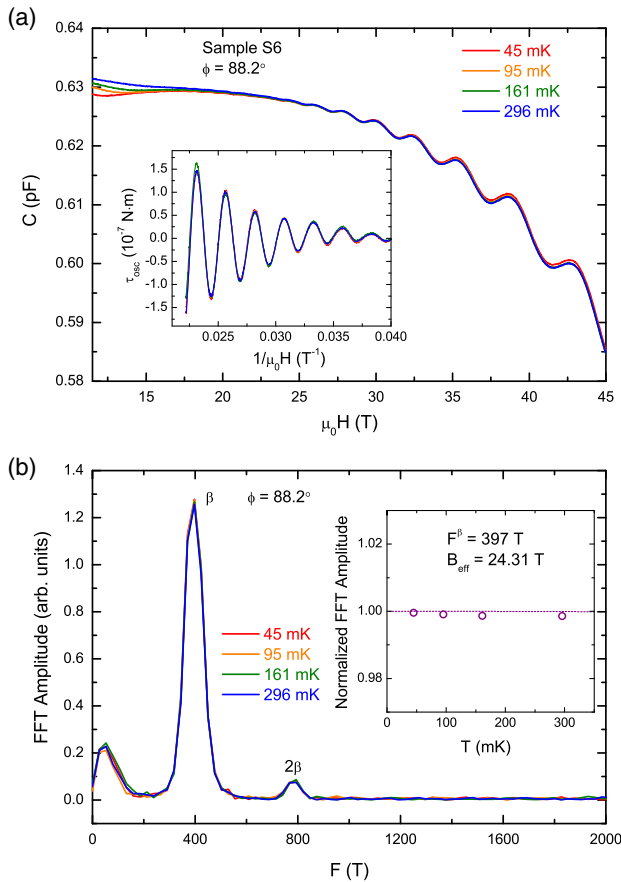 (a)
0.64
0.63
0.62
0.61
0.60
0.59
0.58
C (pF)
Sample S6
ϕ = 88.2°
45 mK
95 mK
161 mK
296 mK
1.5
1.0
0.5
0.0
-0.5
-1.0
-1.5
τosc (10⁻⁷ N·m)
0.025 0.030 0.035 0.040
1/μ₀H (T⁻¹)
15 20 25 30 35 40 45
μ₀H (T)
(b)
1.4
1.2
1.0
0.8
0.6
0.4
0.2
0.0
FFT Amplitude (arb. units)
β ϕ = 88.2°
45 mK
95 mK
161 mK
296 mK
2β
1.02
1.00
0.98
Normalized FFT Amplitude
F^β = 397 T
B_eff = 24.31 T
0 100 200 300
T (mK)
0 400 800 1200 1600 2000
F (T)